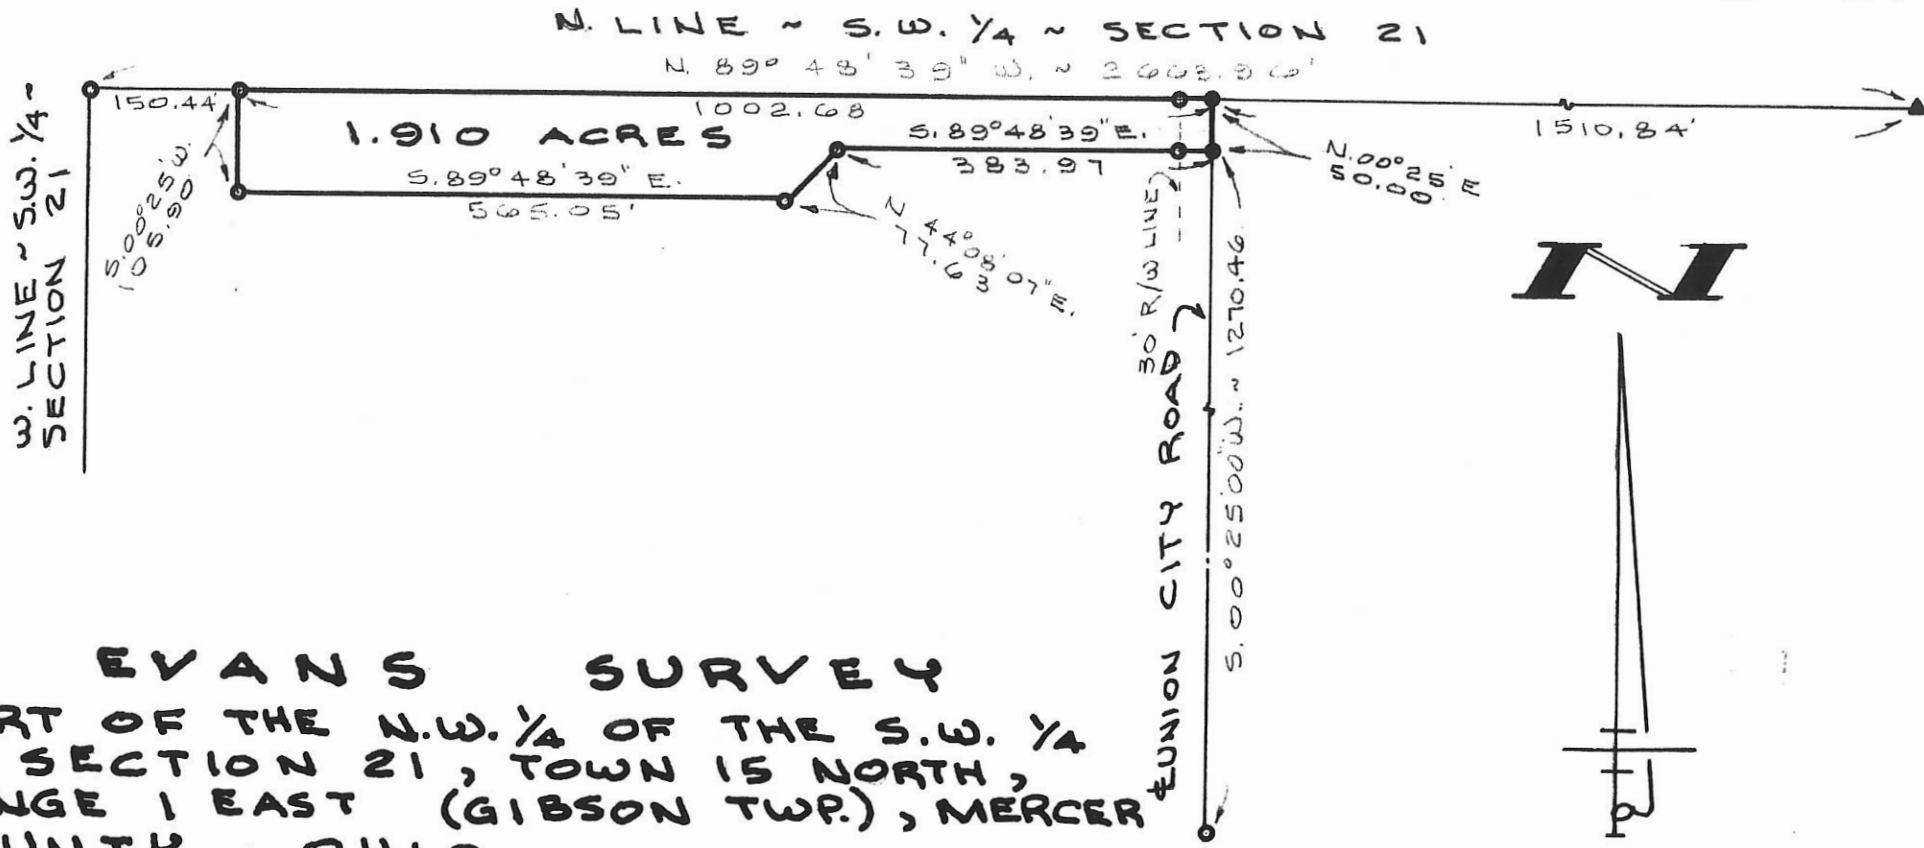 N. LINE ~ S.W. 1/4 ~ SECTION 21
N. 89° 48' 39" W. ~ 2663.96'
150.44'
1002.68
1510.84'
1.910 ACRES
S. 89° 48' 39" E.
383.97
N. 00° 25' E
50.00'
S. 00° 25' W.
105.90'
S. 89° 48' 39" E.
565.05'
N 44° 08' 07" E.
77.63
W. LINE ~ S.W. 1/4 ~
SECTION 21
30' R/W LINE
℄ UNION CITY ROAD
S. 00° 25' 00" W. ~ 1270.46
N
EVANS SURVEY
RT OF THE N.W. 1/4 OF THE S.W. 1/4
SECTION 21, TOWN 15 NORTH,
NGE 1 EAST (GIBSON TWP.), MERCER